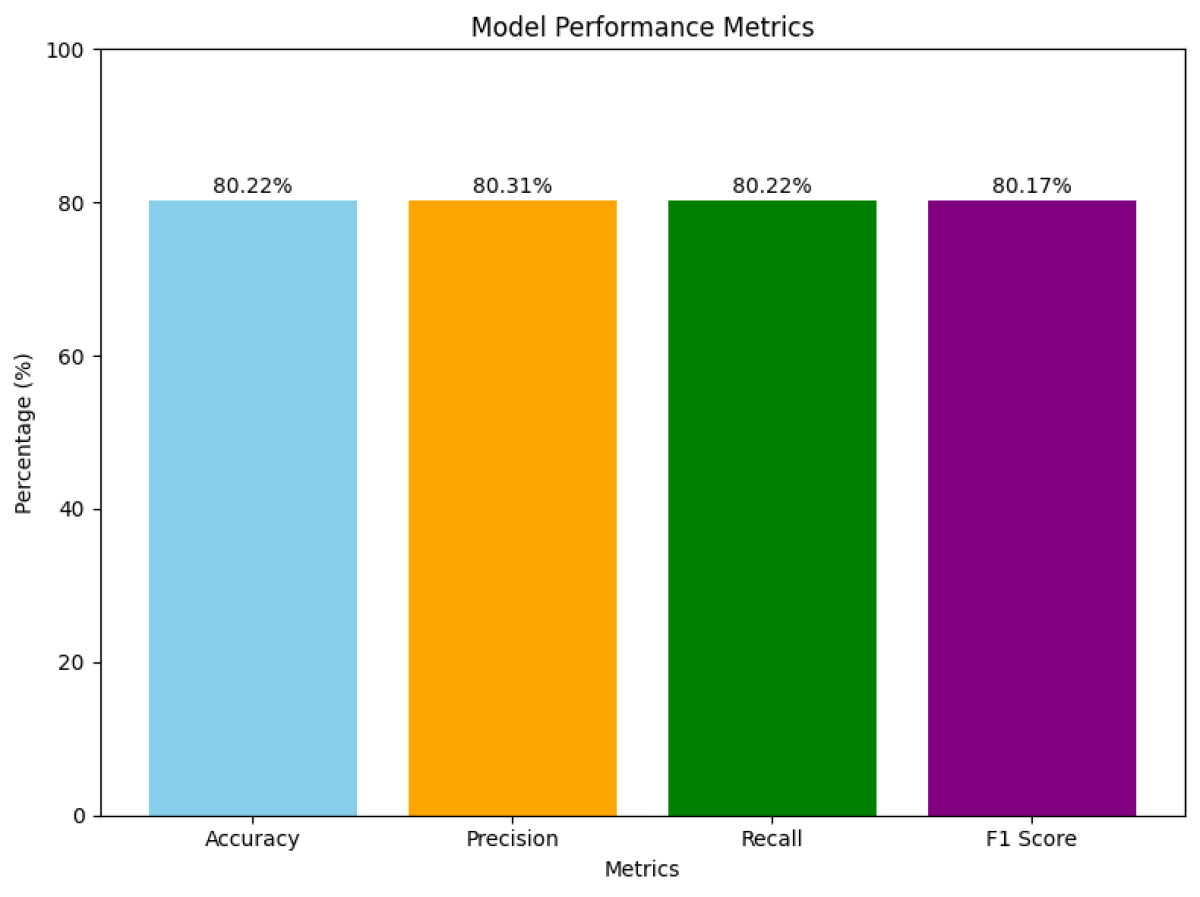 Model Performance Metrics
100
80
60
40
20
0
Percentage (%)
80.22%
80.31%
80.22%
80.17%
Accuracy
Precision
Recall
F1 Score
Metrics